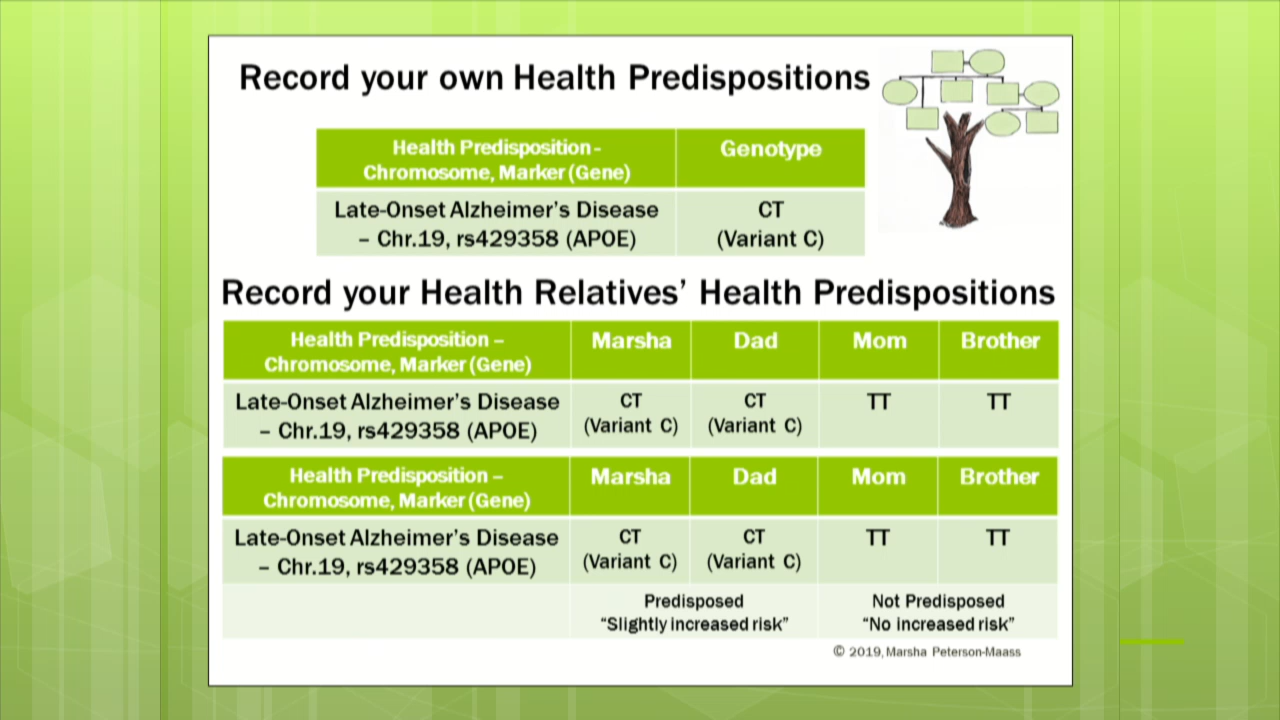 Record your own Health Predispositions
Health Predisposition - Genotype
Chromosome, Marker (Gene)
Late-Onset Alzheimer's Disease CT
– Chr.19, rs429358 (APOE) (Variant C)
Record your Health Relatives' Health Predispositions
Health Predisposition – Marsha Dad Mom Brother
Chromosome, Marker (Gene)
Late-Onset Alzheimer's Disease CT CT TT TT
– Chr.19, rs429358 (APOE) (Variant C) (Variant C)
Health Predisposition – Marsha Dad Mom Brother
Chromosome, Marker (Gene)
Late-Onset Alzheimer's Disease CT CT TT TT
– Chr.19, rs429358 (APOE) (Variant C) (Variant C)
Predisposed Not Predisposed
"Slightly increased risk" "No increased risk"
© 2019, Marsha Peterson-Maass